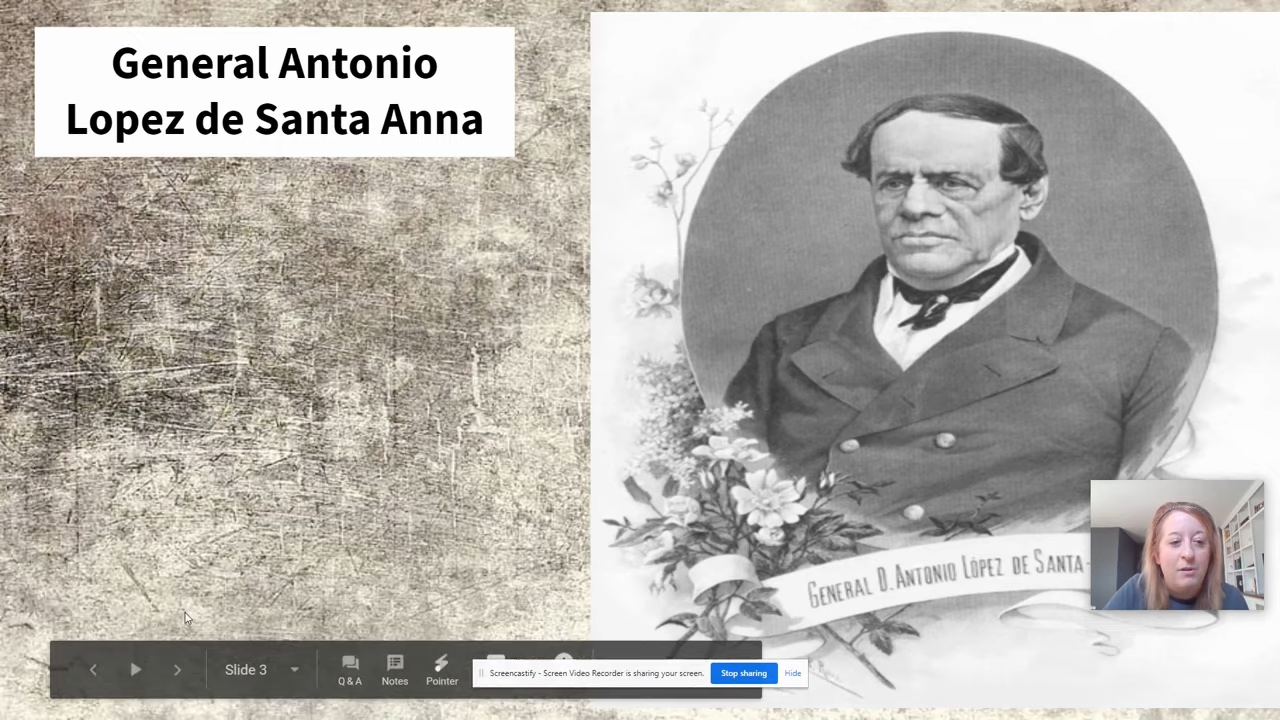 General Antonio
Lopez de Santa Anna
GENERAL D. ANTONIO LÓPEZ DE SANTA-
Slide 3
Q & A
Notes
Pointer
Screencastify - Screen Video Recorder is sharing your screen.
Stop sharing
Hide